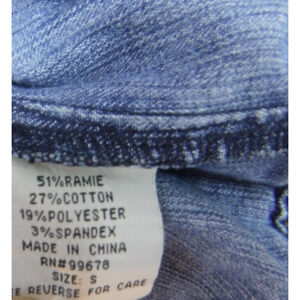 51%RAMIE
27%COTTON
19%POLYESTER
3%SPANDEX
MADE IN CHINA
RN#99678
SIZE: S
REVERSE FOR CARE